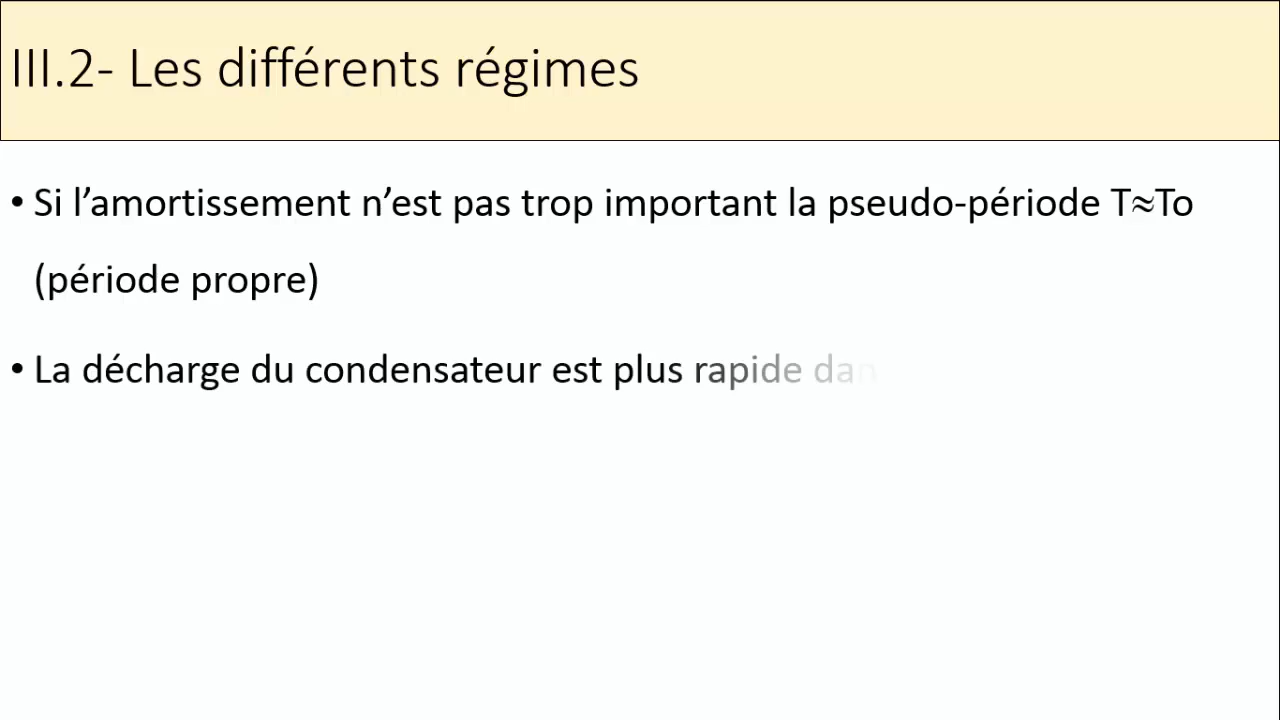 III.2- Les différents régimes
• Si l’amortissement n’est pas trop important la pseudo-période T≈To
(période propre)
• La décharge du condensateur est plus rapide dan